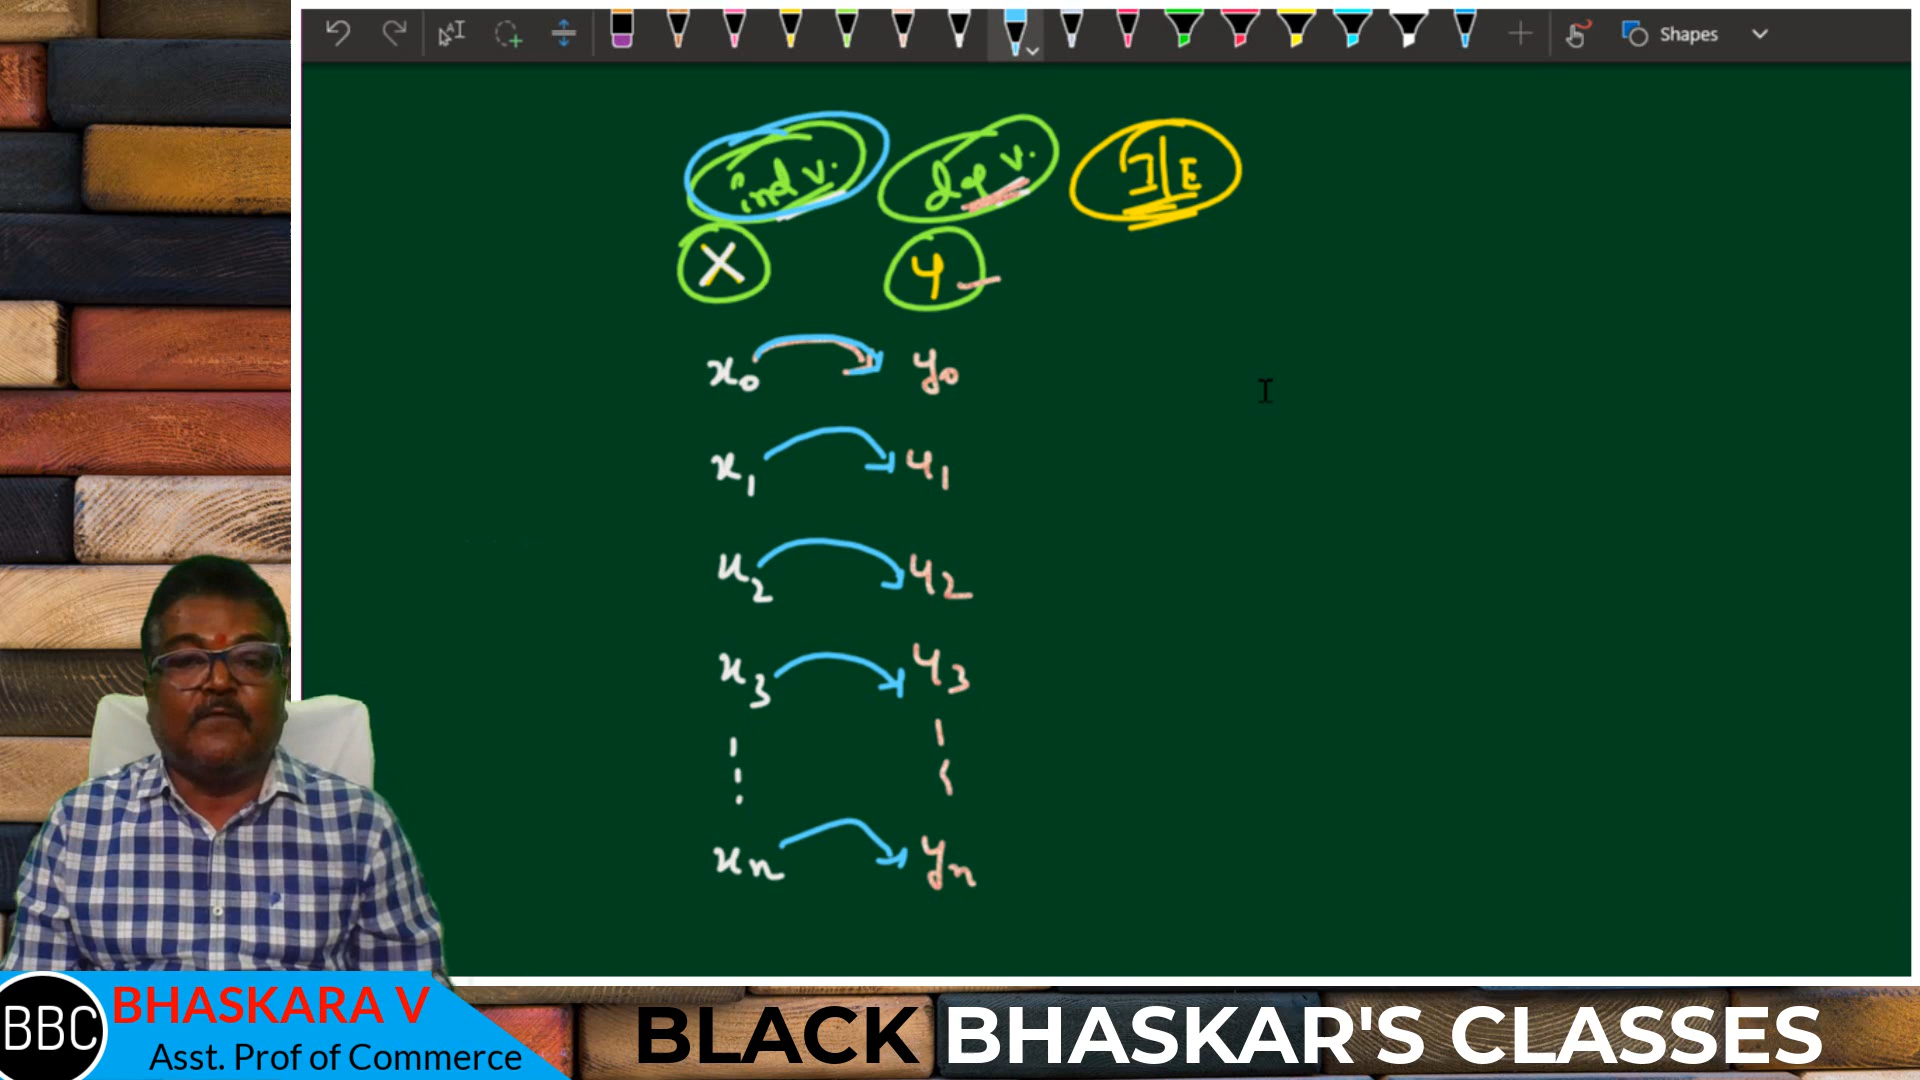 Shapes
ind v. dep v. I/E
X Y
x₀ y₀
x₁ y₁
x₂ y₂
x₃ y₃
xₙ yₙ
BBC
BHASKARA V
Asst. Prof of Commerce
BLACK BHASKAR'S CLASSES